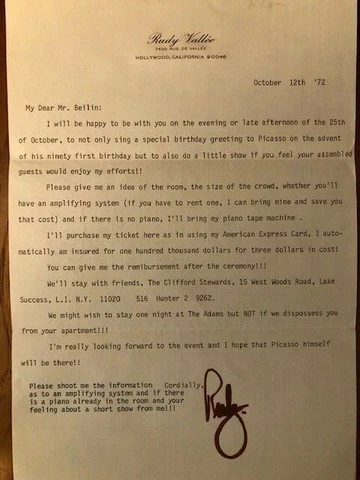 Rudy Vallée
7430 RUE DE VALLÉE
HOLLYWOOD, CALIFORNIA 90046
October 12th '72
My Dear Mr. Beilin:
I will be happy to be with you on the evening or late afternoon of the 25th
of October, to not only sing a special birthday greeting to Picasso on the advent
of his ninety first birthday but to also do a little show if you feel your assembled
guests would enjoy my efforts!!
Please give me an idea of the room, the size of the crowd, whether you'll
have an amplifying system (if you have to rent one, I can bring mine and save you
that cost) and if there is no piano, I'll bring my piano tape machine .
I'll purchase my ticket here as in using my American Express Card, I auto-
matically am insured for one hundred thousand dollars for three dollars in cost!
You can give me the remibursement after the ceremony!!!
We'll stay with friends, The Clifford Stewards, 15 West Woods Road, Lake
Success, L.I. N.Y. 11020 516 Hunter 2 9262.
We might wish to stay one night at The Adams but NOT if we dispossess you
from your apartment!!!
I'm really looking forward to the event and I hope that Picasso himself
will be there!!
Please shoot me the information Cordially,
as to an amplifying system and if there
is a piano already in the room and your
feeling about a short show from me!!!
Rudy